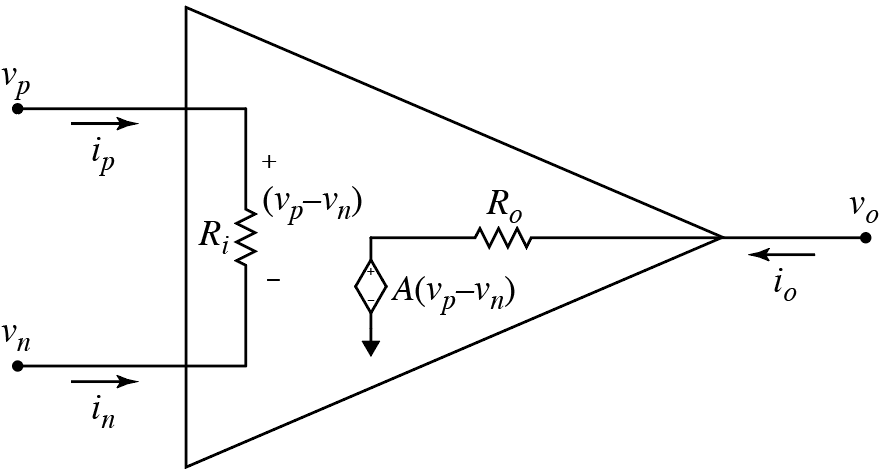 v_p
i_p
+
(v_p–v_n)
R_i
–
R_o
v_o
+
–
A(v_p–v_n)
i_o
v_n
i_n